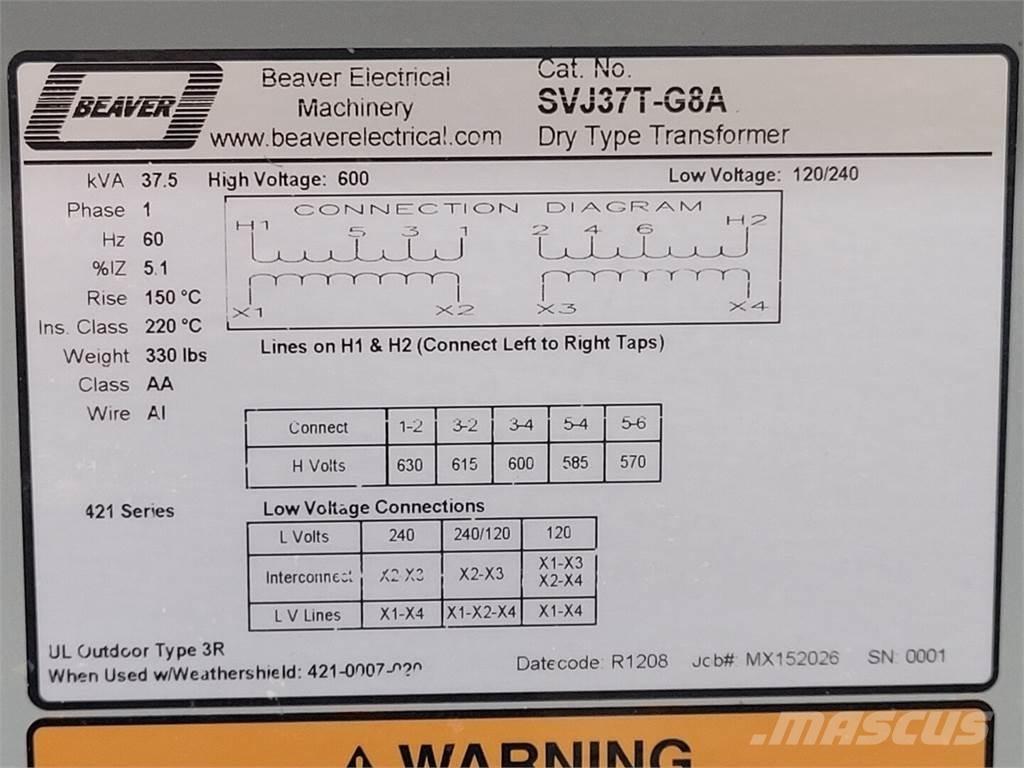 BEAVER
Beaver Electrical
Machinery
www.beaverelectrical.com
Cat. No.
SVJ37T-G8A
Dry Type Transformer
kVA 37.5
High Voltage: 600
Low Voltage: 120/240
Phase 1
Hz 60
%IZ 5.1
Rise 150 °C
Ins. Class 220 °C
Weight 330 lbs
Class AA
Wire Al
CONNECTION DIAGRAM
H1 5 3 1 2 4 6 H2
X1 X2 X3 X4
Lines on H1 & H2 (Connect Left to Right Taps)
Connect 1-2 3-2 3-4 5-4 5-6
H Volts 630 615 600 585 570
421 Series
Low Voltage Connections
L Volts 240 240/120 120
Interconnect X2-X3 X2-X3 X1-X3 X2-X4
L V Lines X1-X4 X1-X2-X4 X1-X4
UL Outdoor Type 3R
When Used w/Weathershield: 421-0007-020
Datecode: R1208 Job#: MX152026 SN: 0001
WARNING
MASCUS